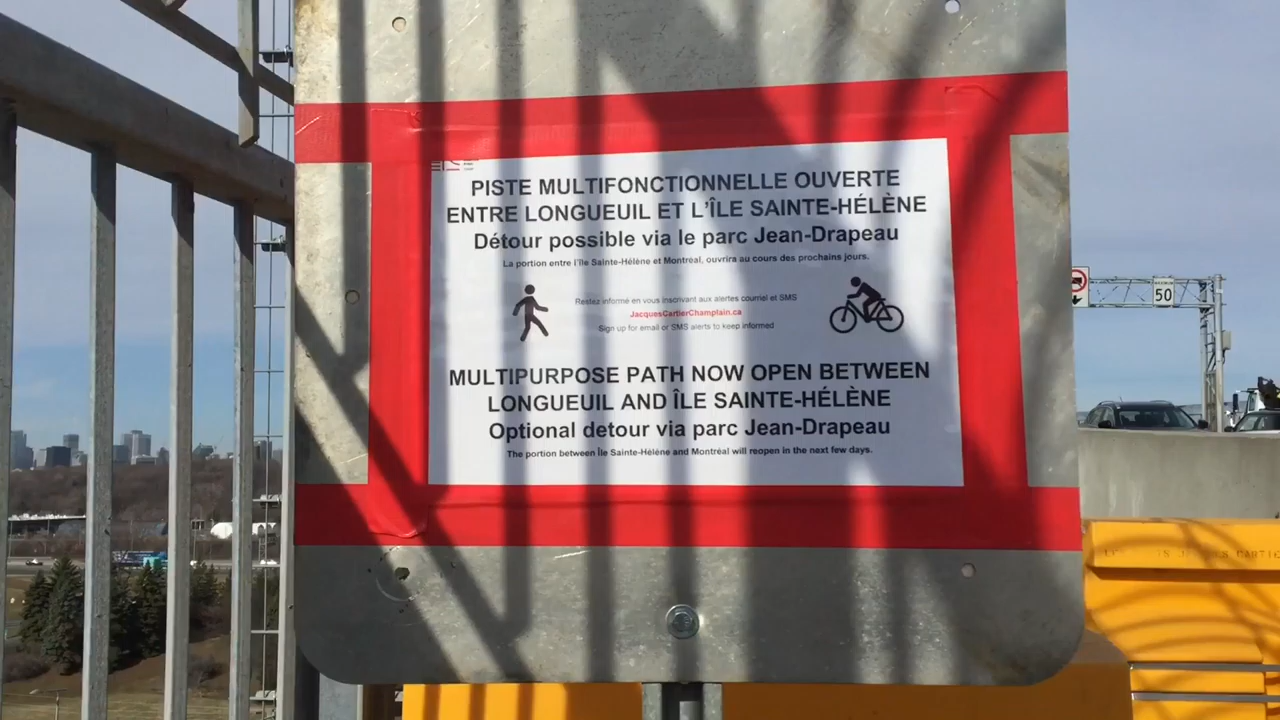 PISTE MULTIFONCTIONNELLE OUVERTE
ENTRE LONGUEUIL ET L'ÎLE SAINTE-HÉLÈNE
Détour possible via le parc Jean-Drapeau
La portion entre l'île Sainte-Hélène et Montréal, ouvrira au cours des prochains jours.
Restez informé en vous inscrivant aux alertes courriel et SMS
JacquesCartierChamplain.ca
Sign up for email or SMS alerts to keep informed
MULTIPURPOSE PATH NOW OPEN BETWEEN
LONGUEUIL AND ÎLE SAINTE-HÉLÈNE
Optional detour via parc Jean-Drapeau
The portion between Île Sainte-Hélène and Montréal will reopen in the next few days.
MAXIMUM
50